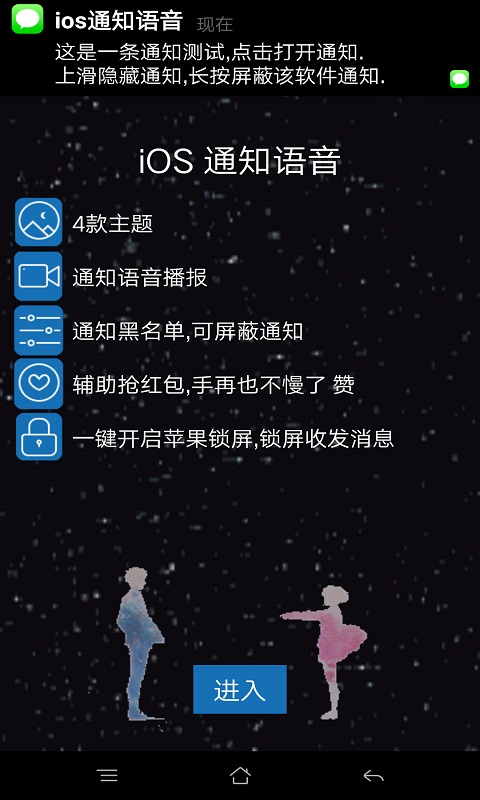 ios通知语音 现在
这是一条通知测试,点击打开通知.
上滑隐藏通知,长按屏蔽该软件通知.
iOS 通知语音
4款主题
通知语音播报
通知黑名单,可屏蔽通知
辅助抢红包,手再也不慢了 赞
一键开启苹果锁屏,锁屏收发消息
进入